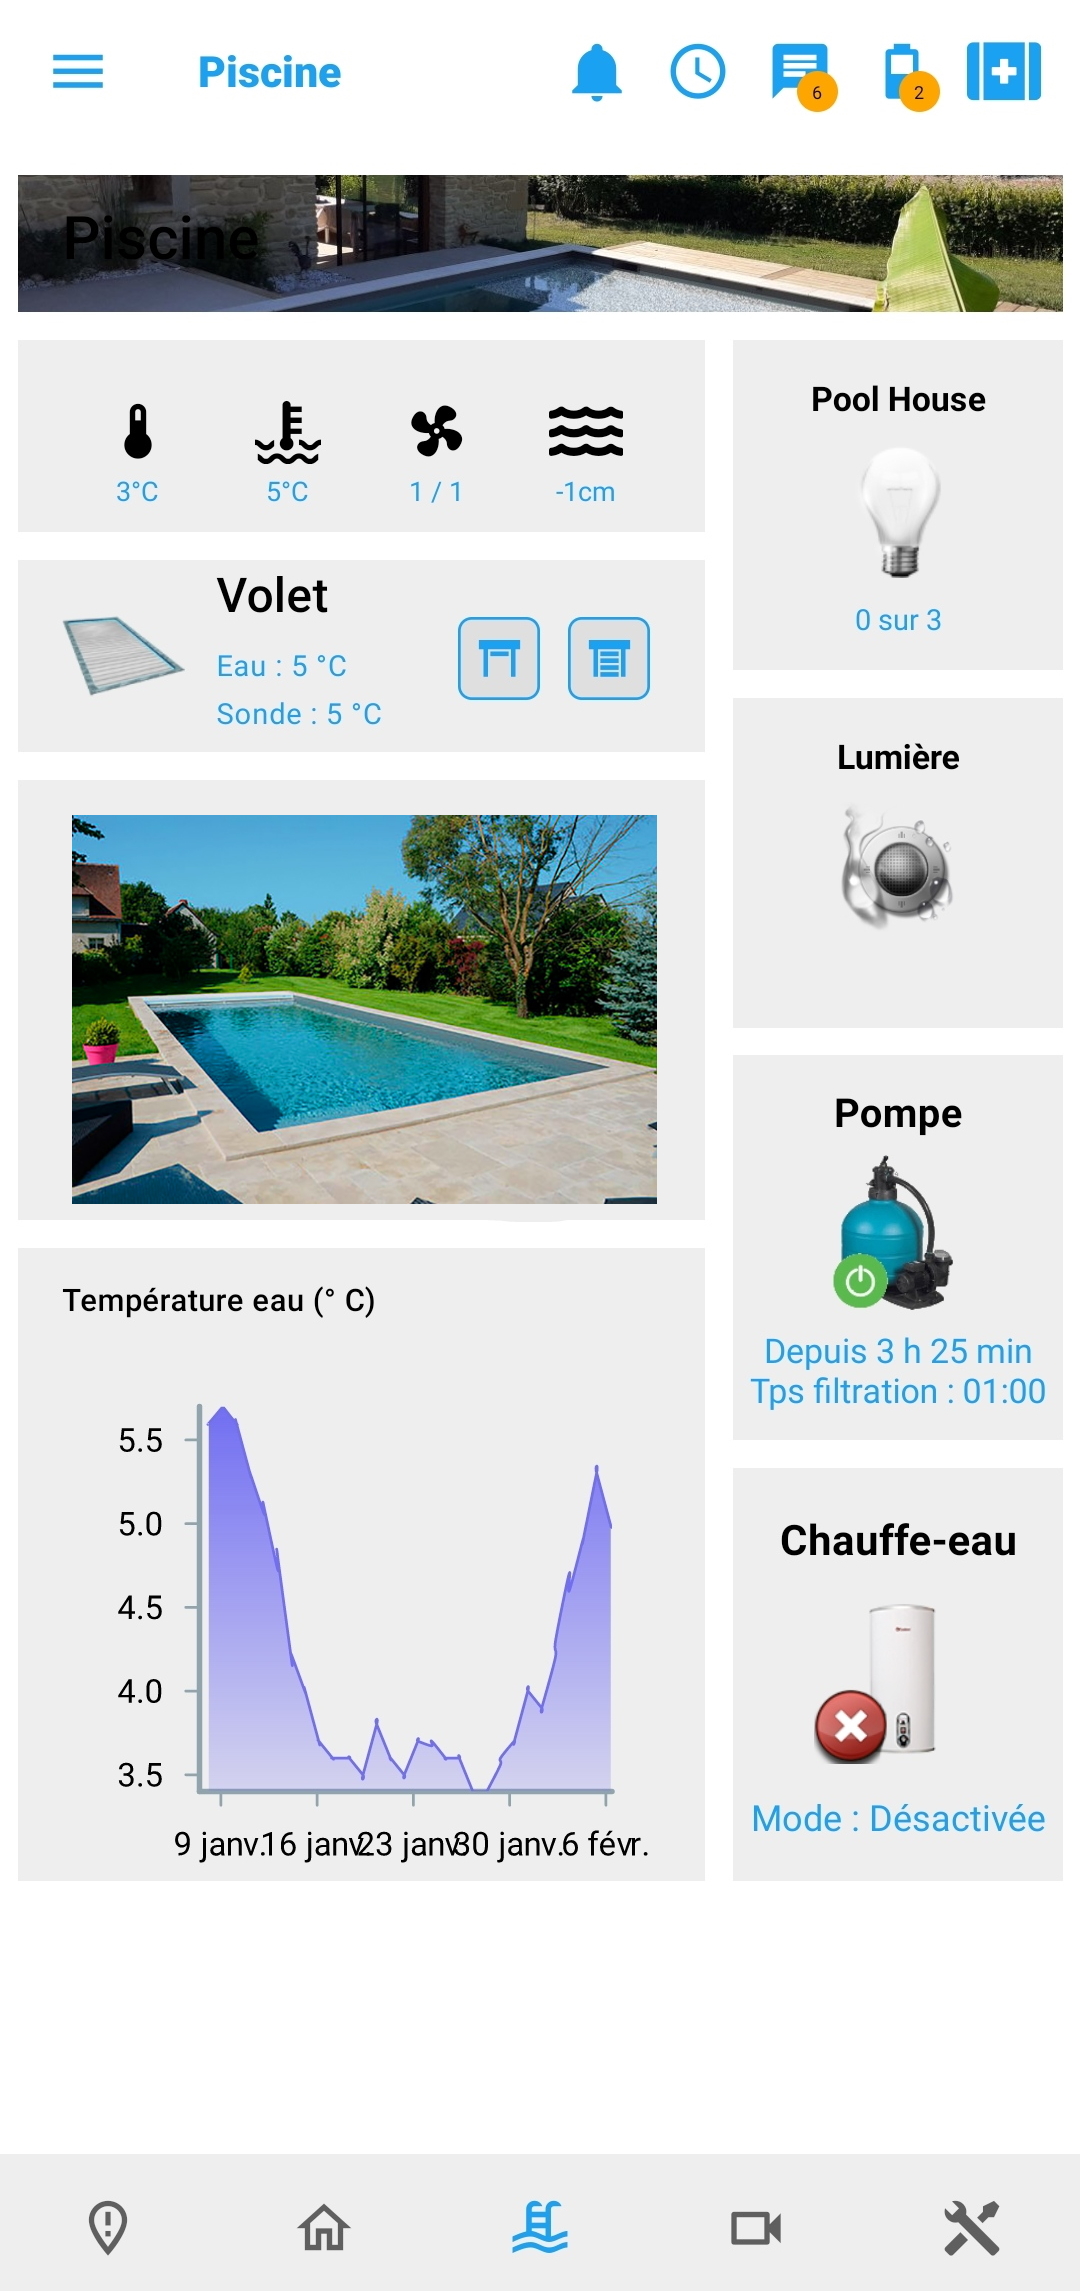 Piscine
6
2
Piscine
3°C
5°C
1 / 1
-1cm
Pool House
0 sur 3
Volet
Eau : 5 °C
Sonde : 5 °C
Lumière
Pompe
Depuis 3 h 25 min
Tps filtration : 01:00
Température eau (° C)
5.5
5.0
4.5
4.0
3.5
9 janv.
16 janv.
23 janv.
30 janv.
6 févr.
Chauffe-eau
Mode : Désactivée